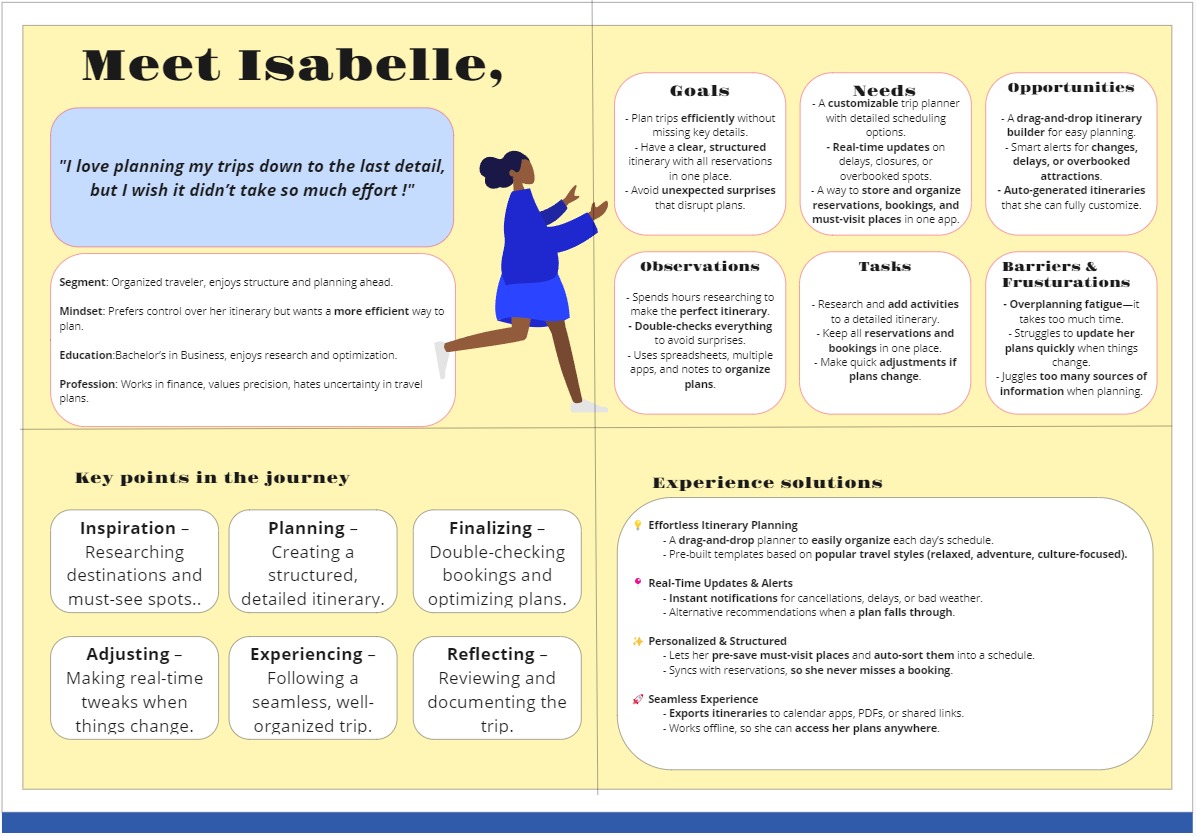 Meet Isabelle,
"I love planning my trips down to the last detail,
but I wish it didn’t take so much effort !"
Segment: Organized traveler, enjoys structure and planning ahead.
Mindset: Prefers control over her itinerary but wants a more efficient way to
plan.
Education:Bachelor’s in Business, enjoys research and optimization.
Profession: Works in finance, values precision, hates uncertainty in travel
plans.
Goals
- Plan trips efficiently without
missing key details.
- Have a clear, structured
itinerary with all reservations
in one place.
- Avoid unexpected surprises
that disrupt plans.
Needs
- A customizable trip planner
with detailed scheduling
options.
- Real-time updates on
delays, closures, or
overbooked spots.
- A way to store and organize
reservations, bookings, and
must-visit places in one app.
Opportunities
- A drag-and-drop itinerary
builder for easy planning.
- Smart alerts for changes,
delays, or overbooked
attractions.
- Auto-generated itineraries
that she can fully customize.
Observations
- Spends hours researching to
make the perfect itinerary.
- Double-checks everything
to avoid surprises.
- Uses spreadsheets, multiple
apps, and notes to organize
plans.
Tasks
- Research and add activities
to a detailed itinerary.
- Keep all reservations and
bookings in one place.
- Make quick adjustments if
plans change.
Barriers &
Frusturations
- Overplanning fatigue—it
takes too much time.
- Struggles to update her
plans quickly when things
change.
- Juggles too many sources of
information when planning.
Key points in the journey
Inspiration –
Researching
destinations and
must-see spots..
Planning –
Creating a
structured,
detailed itinerary.
Finalizing –
Double-checking
bookings and
optimizing plans.
Adjusting –
Making real-time
tweaks when
things change.
Experiencing –
Following a
seamless, well-
organized trip.
Reflecting –
Reviewing and
documenting the
trip.
Experience solutions
💡 Effortless Itinerary Planning
- A drag-and-drop planner to easily organize each day’s schedule.
- Pre-built templates based on popular travel styles (relaxed, adventure, culture-focused).
📍 Real-Time Updates & Alerts
- Instant notifications for cancellations, delays, or bad weather.
- Alternative recommendations when a plan falls through.
✨ Personalized & Structured
- Lets her pre-save must-visit places and auto-sort them into a schedule.
- Syncs with reservations, so she never misses a booking.
🚀 Seamless Experience
- Exports itineraries to calendar apps, PDFs, or shared links.
- Works offline, so she can access her plans anywhere.